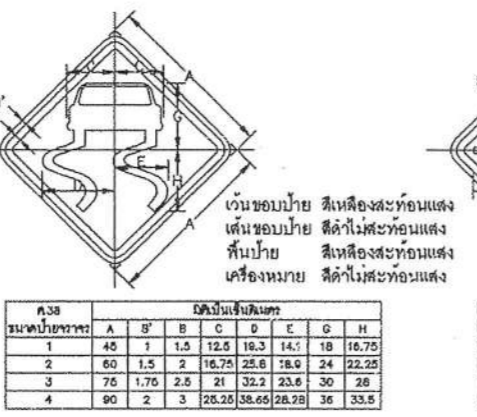 C
C
A
B'
G
E
D
H
A
เว้นขอบป้าย สีเหลืองสะท้อนแสง
เส้นขอบป้าย สีดำไม่สะท้อนแสง
พื้นป้าย สีเหลืองสะท้อนแสง
เครื่องหมาย สีดำไม่สะท้อนแสง
ต.38 มิติเป็นเซ็นติเมตร
ขนาดป้ายจราจร A B' B C D E G H
1 45 1 1.5 12.5 19.3 14.1 18 16.75
2 60 1.5 2 16.75 25.8 18.9 24 22.25
3 75 1.75 2.5 21 32.2 23.6 30 28
4 90 2 3 25.25 38.65 28.28 36 33.5